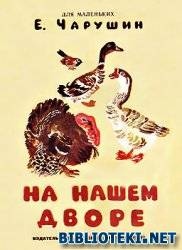 ДЛЯ МАЛЕНЬКИХ
Е. ЧАРУШИН
НА НАШЕМ
ДВОРЕ
BIBLIOTEKI.NET